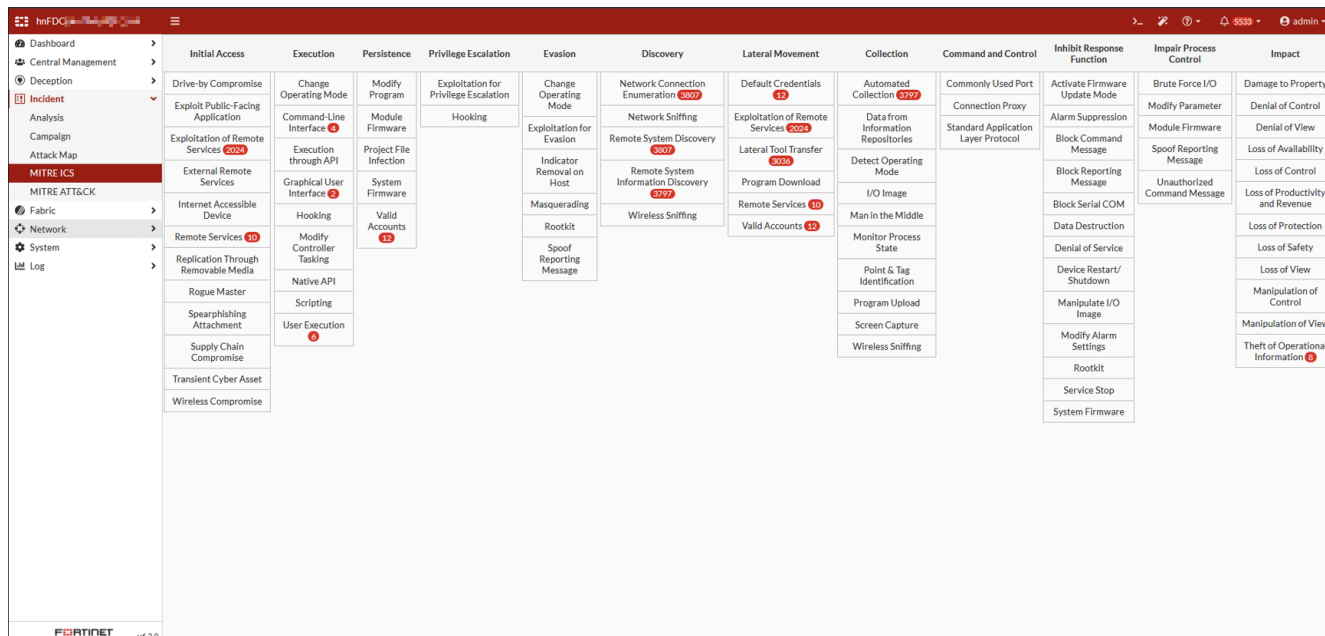 hnFDC
5533
admin
Dashboard
Central Management
Deception
Incident
Analysis
Campaign
Attack Map
MITRE ICS
MITRE ATT&CK
Fabric
Network
System
Log
FORTINET
Initial Access
Drive-by Compromise
Exploit Public-Facing
Application
Exploitation of Remote
Services 2024
External Remote
Services
Internet Accessible
Device
Remote Services 10
Replication Through
Removable Media
Rogue Master
Spearphishing
Attachment
Supply Chain
Compromise
Transient Cyber Asset
Wireless Compromise
Execution
Change
Operating Mode
Command-Line
Interface 4
Execution
through API
Graphical User
Interface 2
Hooking
Modify
Controller
Tasking
Native API
Scripting
User Execution
6
Persistence
Modify
Program
Module
Firmware
Project File
Infection
System
Firmware
Valid
Accounts
12
Privilege Escalation
Exploitation for
Privilege Escalation
Hooking
Evasion
Change
Operating
Mode
Exploitation for
Evasion
Indicator
Removal on
Host
Masquerading
Rootkit
Spoof
Reporting
Message
Discovery
Network Connection
Enumeration 3807
Network Sniffing
Remote System Discovery
3807
Remote System
Information Discovery
3797
Wireless Sniffing
Lateral Movement
Default Credentials
12
Exploitation of Remote
Services 2024
Lateral Tool Transfer
3036
Program Download
Remote Services 10
Valid Accounts 12
Collection
Automated
Collection 3797
Data from
Information
Repositories
Detect Operating
Mode
I/O Image
Man in the Middle
Monitor Process
State
Point & Tag
Identification
Program Upload
Screen Capture
Wireless Sniffing
Command and Control
Commonly Used Port
Connection Proxy
Standard Application
Layer Protocol
Inhibit Response
Function
Activate Firmware
Update Mode
Alarm Suppression
Block Command
Message
Block Reporting
Message
Block Serial COM
Data Destruction
Denial of Service
Device Restart/
Shutdown
Manipulate I/O
Image
Modify Alarm
Settings
Rootkit
Service Stop
System Firmware
Impair Process
Control
Brute Force I/O
Modify Parameter
Module Firmware
Spoof Reporting
Message
Unauthorized
Command Message
Impact
Damage to Property
Denial of Control
Denial of View
Loss of Availability
Loss of Control
Loss of Productivity
and Revenue
Loss of Protection
Loss of Safety
Loss of View
Manipulation of
Control
Manipulation of View
Theft of Operationa
Information 8